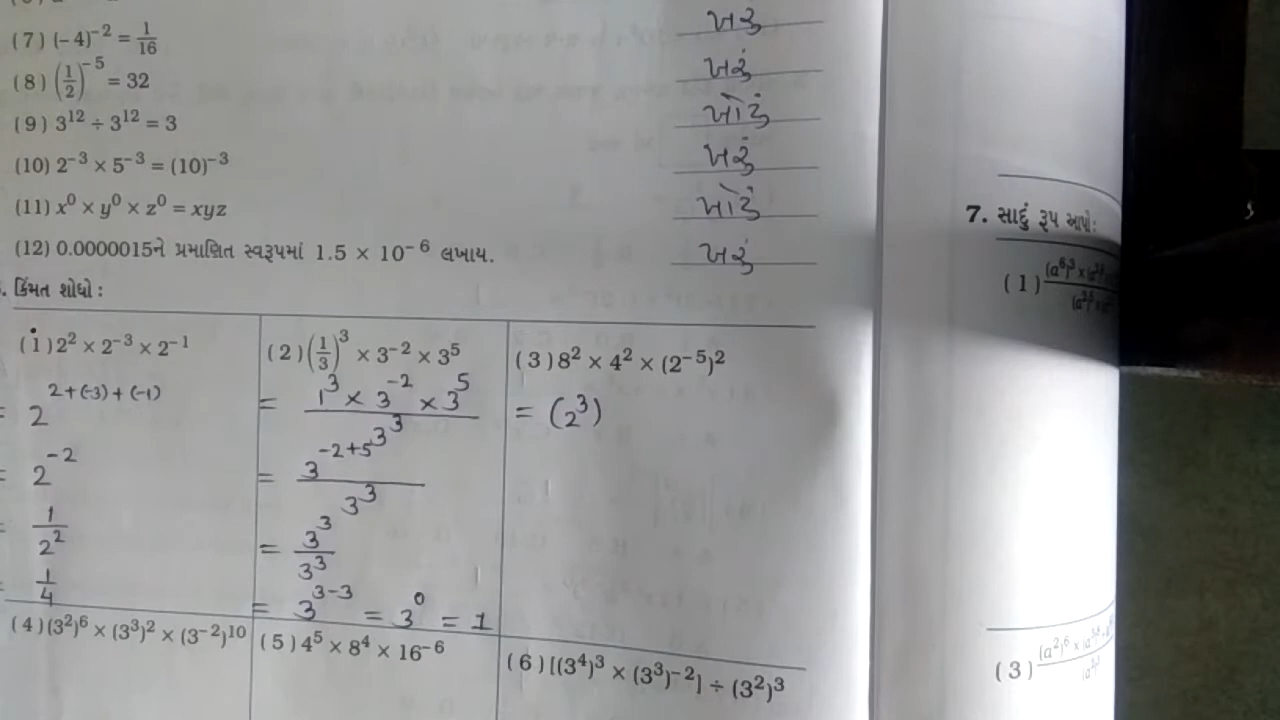 (7) (−4)⁻² = 1/16 ખરું
(8) (1/2)⁻⁵ = 32 ખરું
(9) 3¹² ÷ 3¹² = 3 ખોટું
(10) 2⁻³ × 5⁻³ = (10)⁻³ ખરું
(11) x⁰ × y⁰ × z⁰ = xyz ખોટું
(12) 0.0000015ને પ્રમાણિત સ્વરૂપમાં 1.5 × 10⁻⁶ લખાય. ખરું
કિંમત શોધો :
(1) 2² × 2⁻³ × 2⁻¹
= 2^(2+(-3)+(-1))
= 2⁻²
= 1/2²
= 1/4
(2) (1/3)³ × 3⁻² × 3⁵
= 1³ × 3⁻² × 3⁵ / 3³
= 3⁻²⁺⁵ / 3³
= 3³/3³
= 3³⁻³ = 3⁰ = 1
(3) 8² × 4² × (2⁻⁵)²
= (2³)
(4) (3²)⁶ × (3³)² × (3⁻²)¹⁰
(5) 4⁵ × 8⁴ × 16⁻⁶
(6) [(3⁴)³ × (3³)⁻²] ÷ (3²)³
7. સાદું રૂપ આપો:
(1)
(3)